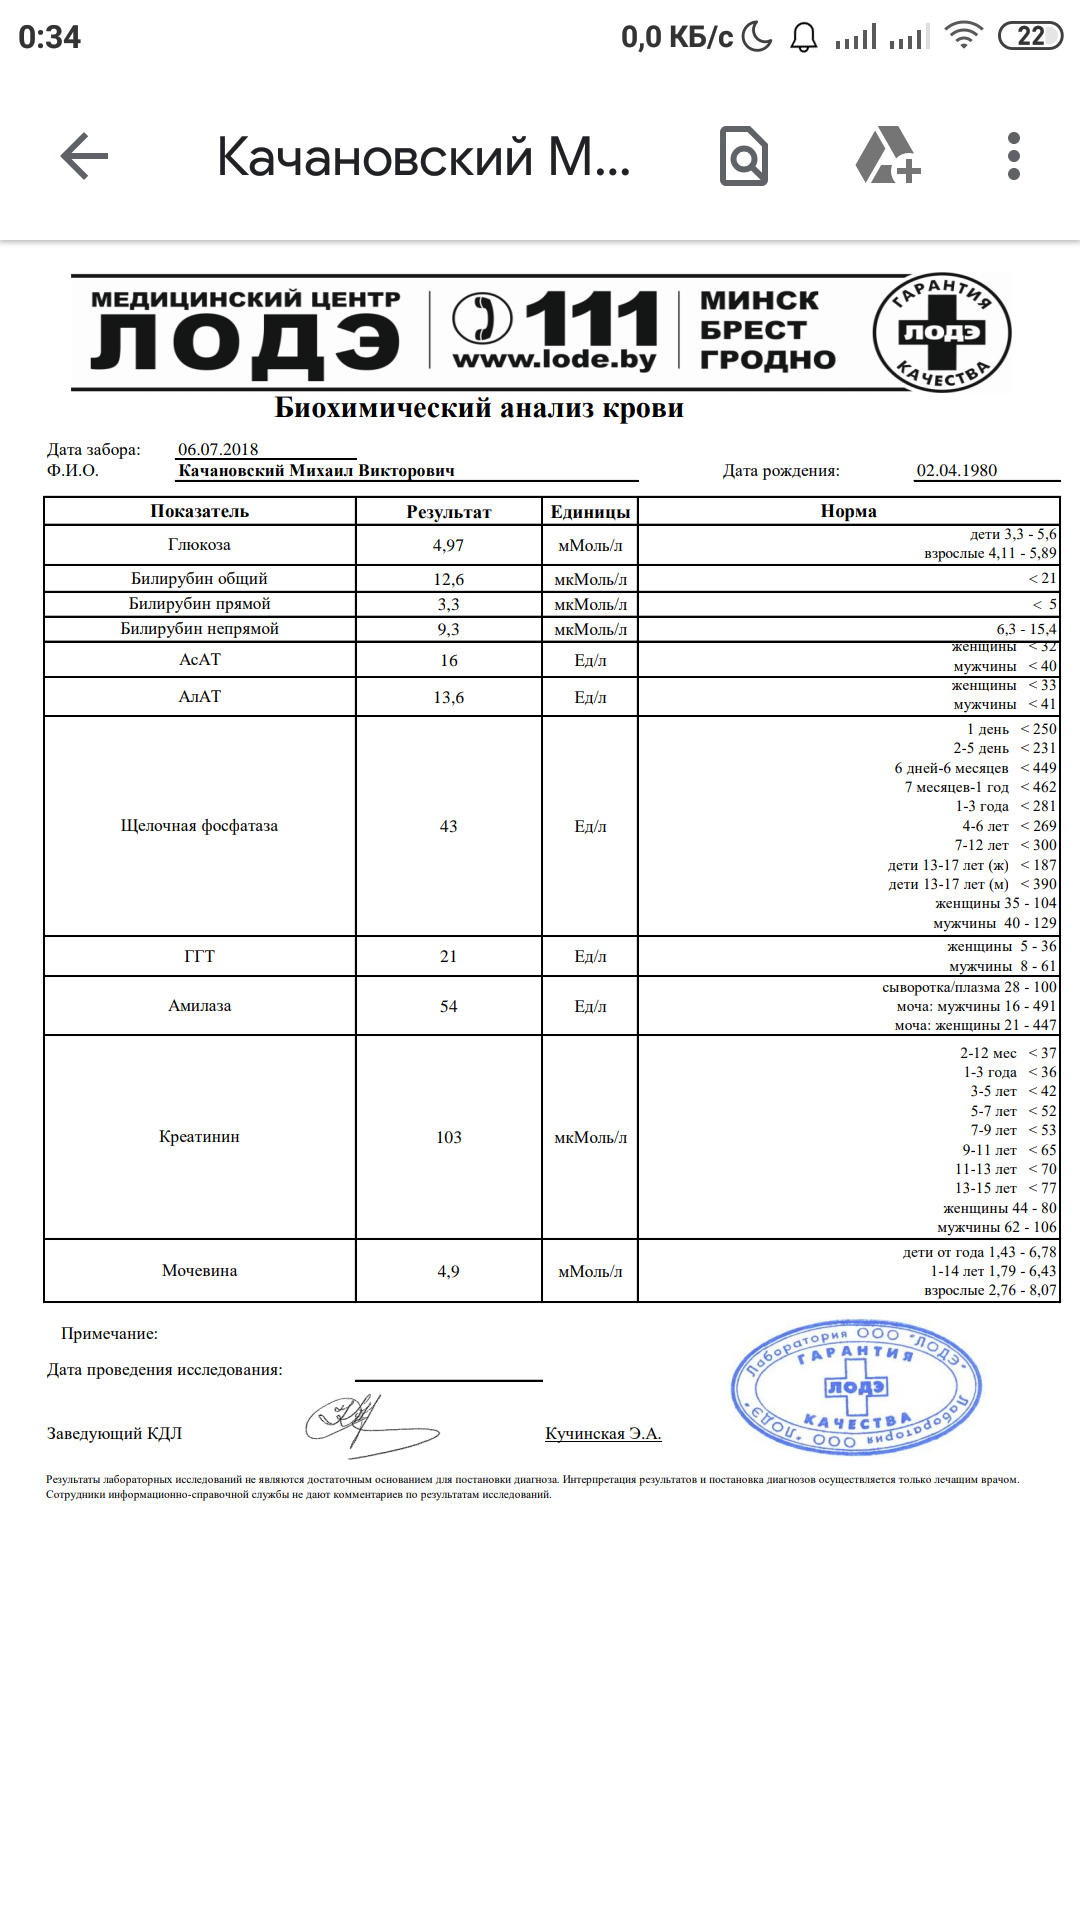 0:34
0,0 КБ/с
22
Качановский М...
МЕДИЦИНСКИЙ ЦЕНТР
ЛОДЭ
111
www.lode.by
МИНСК
БРЕСТ
ГРОДНО
ГАРАНТИЯ
ЛОДЭ
КАЧЕСТВА
Биохимический анализ крови
Дата забора: 06.07.2018
Ф.И.О. Качановский Михаил Викторович Дата рождения: 02.04.1980
Показатель Результат Единицы Норма
Глюкоза 4,97 мМоль/л дети 3,3 - 5,6
взрослые 4,11 - 5,89
Билирубин общий 12,6 мкМоль/л < 21
Билирубин прямой 3,3 мкМоль/л < 5
Билирубин непрямой 9,3 мкМоль/л 6,3 - 15,4
АсАТ 16 Ед/л женщины < 32
мужчины < 40
АлАТ 13,6 Ед/л женщины < 33
мужчины < 41
Щелочная фосфатаза 43 Ед/л 1 день < 250
2-5 день < 231
6 дней-6 месяцев < 449
7 месяцев-1 год < 462
1-3 года < 281
4-6 лет < 269
7-12 лет < 300
дети 13-17 лет (ж) < 187
дети 13-17 лет (м) < 390
женщины 35 - 104
мужчины 40 - 129
ГГТ 21 Ед/л женщины 5 - 36
мужчины 8 - 61
Амилаза 54 Ед/л сыворотка/плазма 28 - 100
моча: мужчины 16 - 491
моча: женщины 21 - 447
Креатинин 103 мкМоль/л 2-12 мес < 37
1-3 года < 36
3-5 лет < 42
5-7 лет < 52
7-9 лет < 53
9-11 лет < 65
11-13 лет < 70
13-15 лет < 77
женщины 44 - 80
мужчины 62 - 106
Мочевина 4,9 мМоль/л дети от года 1,43 - 6,78
1-14 лет 1,79 - 6,43
взрослые 2,76 - 8,07
Примечание:
Дата проведения исследования:
Заведующий КДЛ Кучинская Э.А.
Лаборатория ООО "ЛОДЭ"
ГАРАНТИЯ
ЛОДЭ
КАЧЕСТВА
Лаборатория ООО "ЛОДЭ"
Результаты лабораторных исследований не являются достаточным основанием для постановки диагноза. Интерпретация результатов и постановка диагнозов осуществляется только лечащим врачом.
Сотрудники информационно-справочной службы не дают комментариев по результатам исследований.